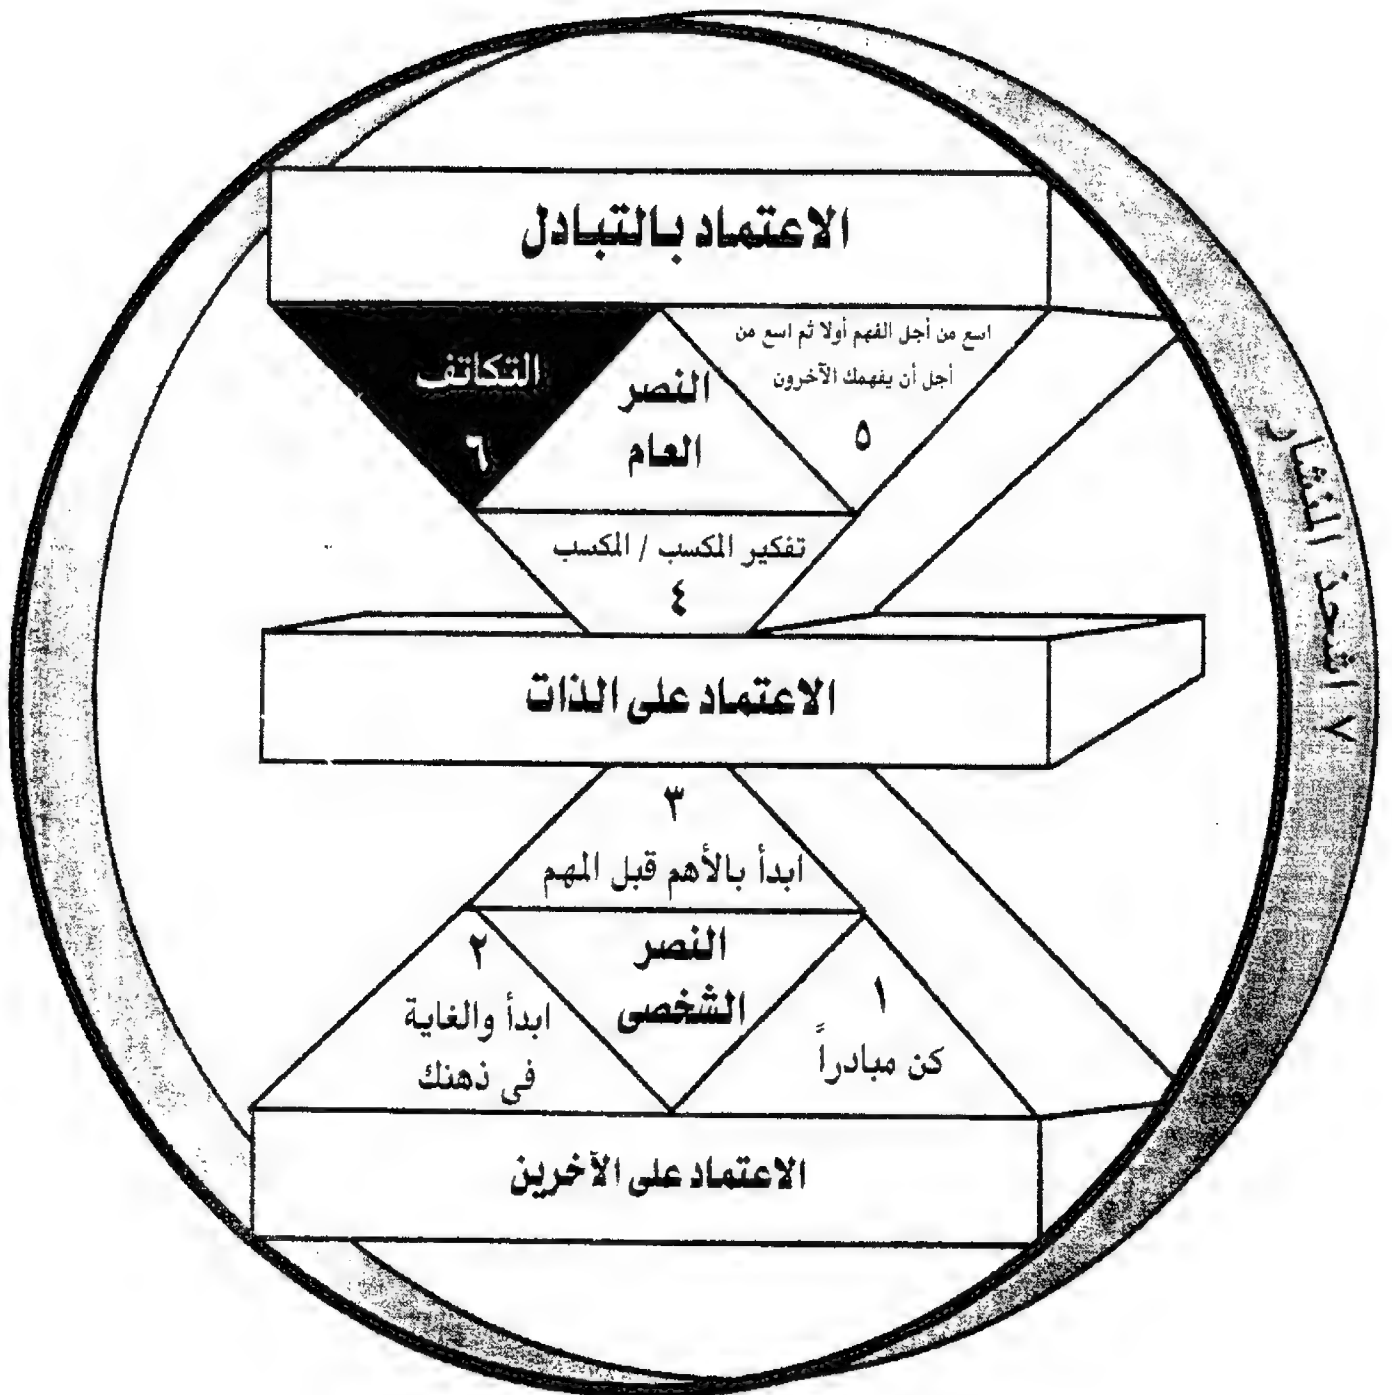 الاعتماد بالتبادل
اسع من أجل الفهم أولا ثم اسع من
أجل أن يفهمك الآخرون
٥
النصر
العام
التكاتف
٦
تفكير المكسب / المكسب
٤
الاعتماد على الذات
٣
ابدأ بالأهم قبل المهم
النصر
الشخصى
١
كن مبادراً
٢
ابدأ والغاية
فى ذهنك
الاعتماد على الآخرين
٧ اشحذ المنشار